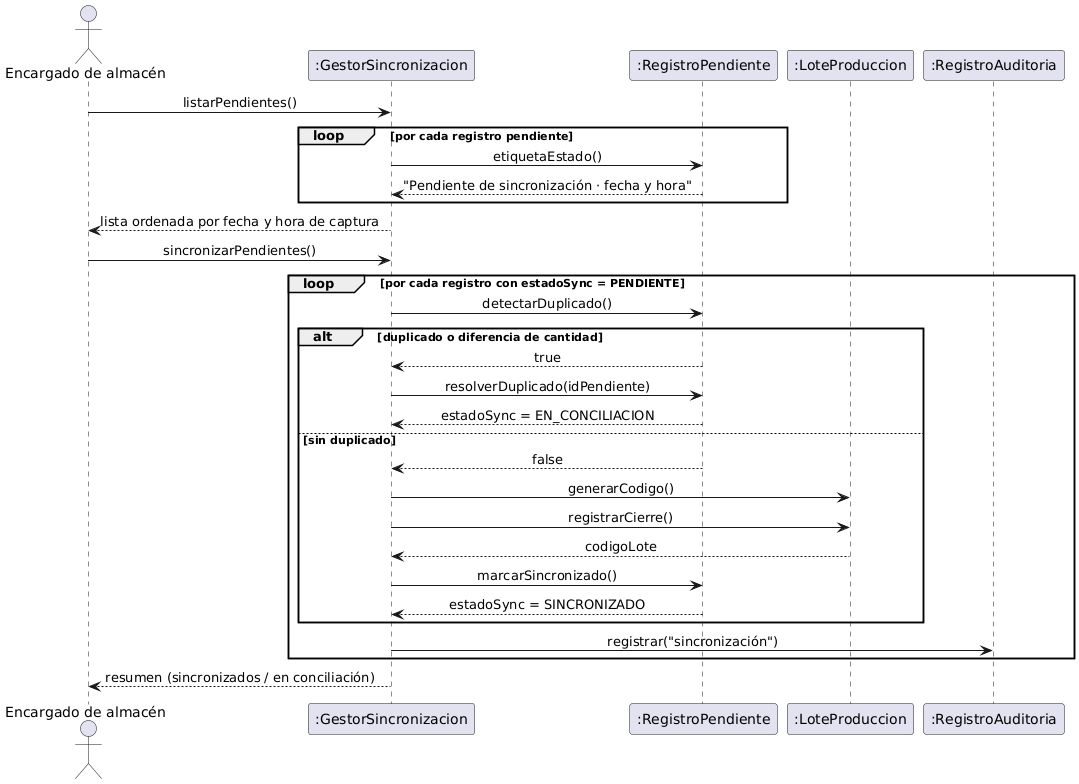 Encargado de almacén
:GestorSincronizacion
:RegistroPendiente
:LoteProduccion
:RegistroAuditoria
listarPendientes()
loop
[por cada registro pendiente]
etiquetaEstado()
"Pendiente de sincronización · fecha y hora"
lista ordenada por fecha y hora de captura
sincronizarPendientes()
loop
[por cada registro con estadoSync = PENDIENTE]
detectarDuplicado()
alt
[duplicado o diferencia de cantidad]
true
resolverDuplicado(idPendiente)
estadoSync = EN_CONCILIACION
[sin duplicado]
false
generarCodigo()
registrarCierre()
codigoLote
marcarSincronizado()
estadoSync = SINCRONIZADO
registrar("sincronización")
resumen (sincronizados / en conciliación)
Encargado de almacén
:GestorSincronizacion
:RegistroPendiente
:LoteProduccion
:RegistroAuditoria